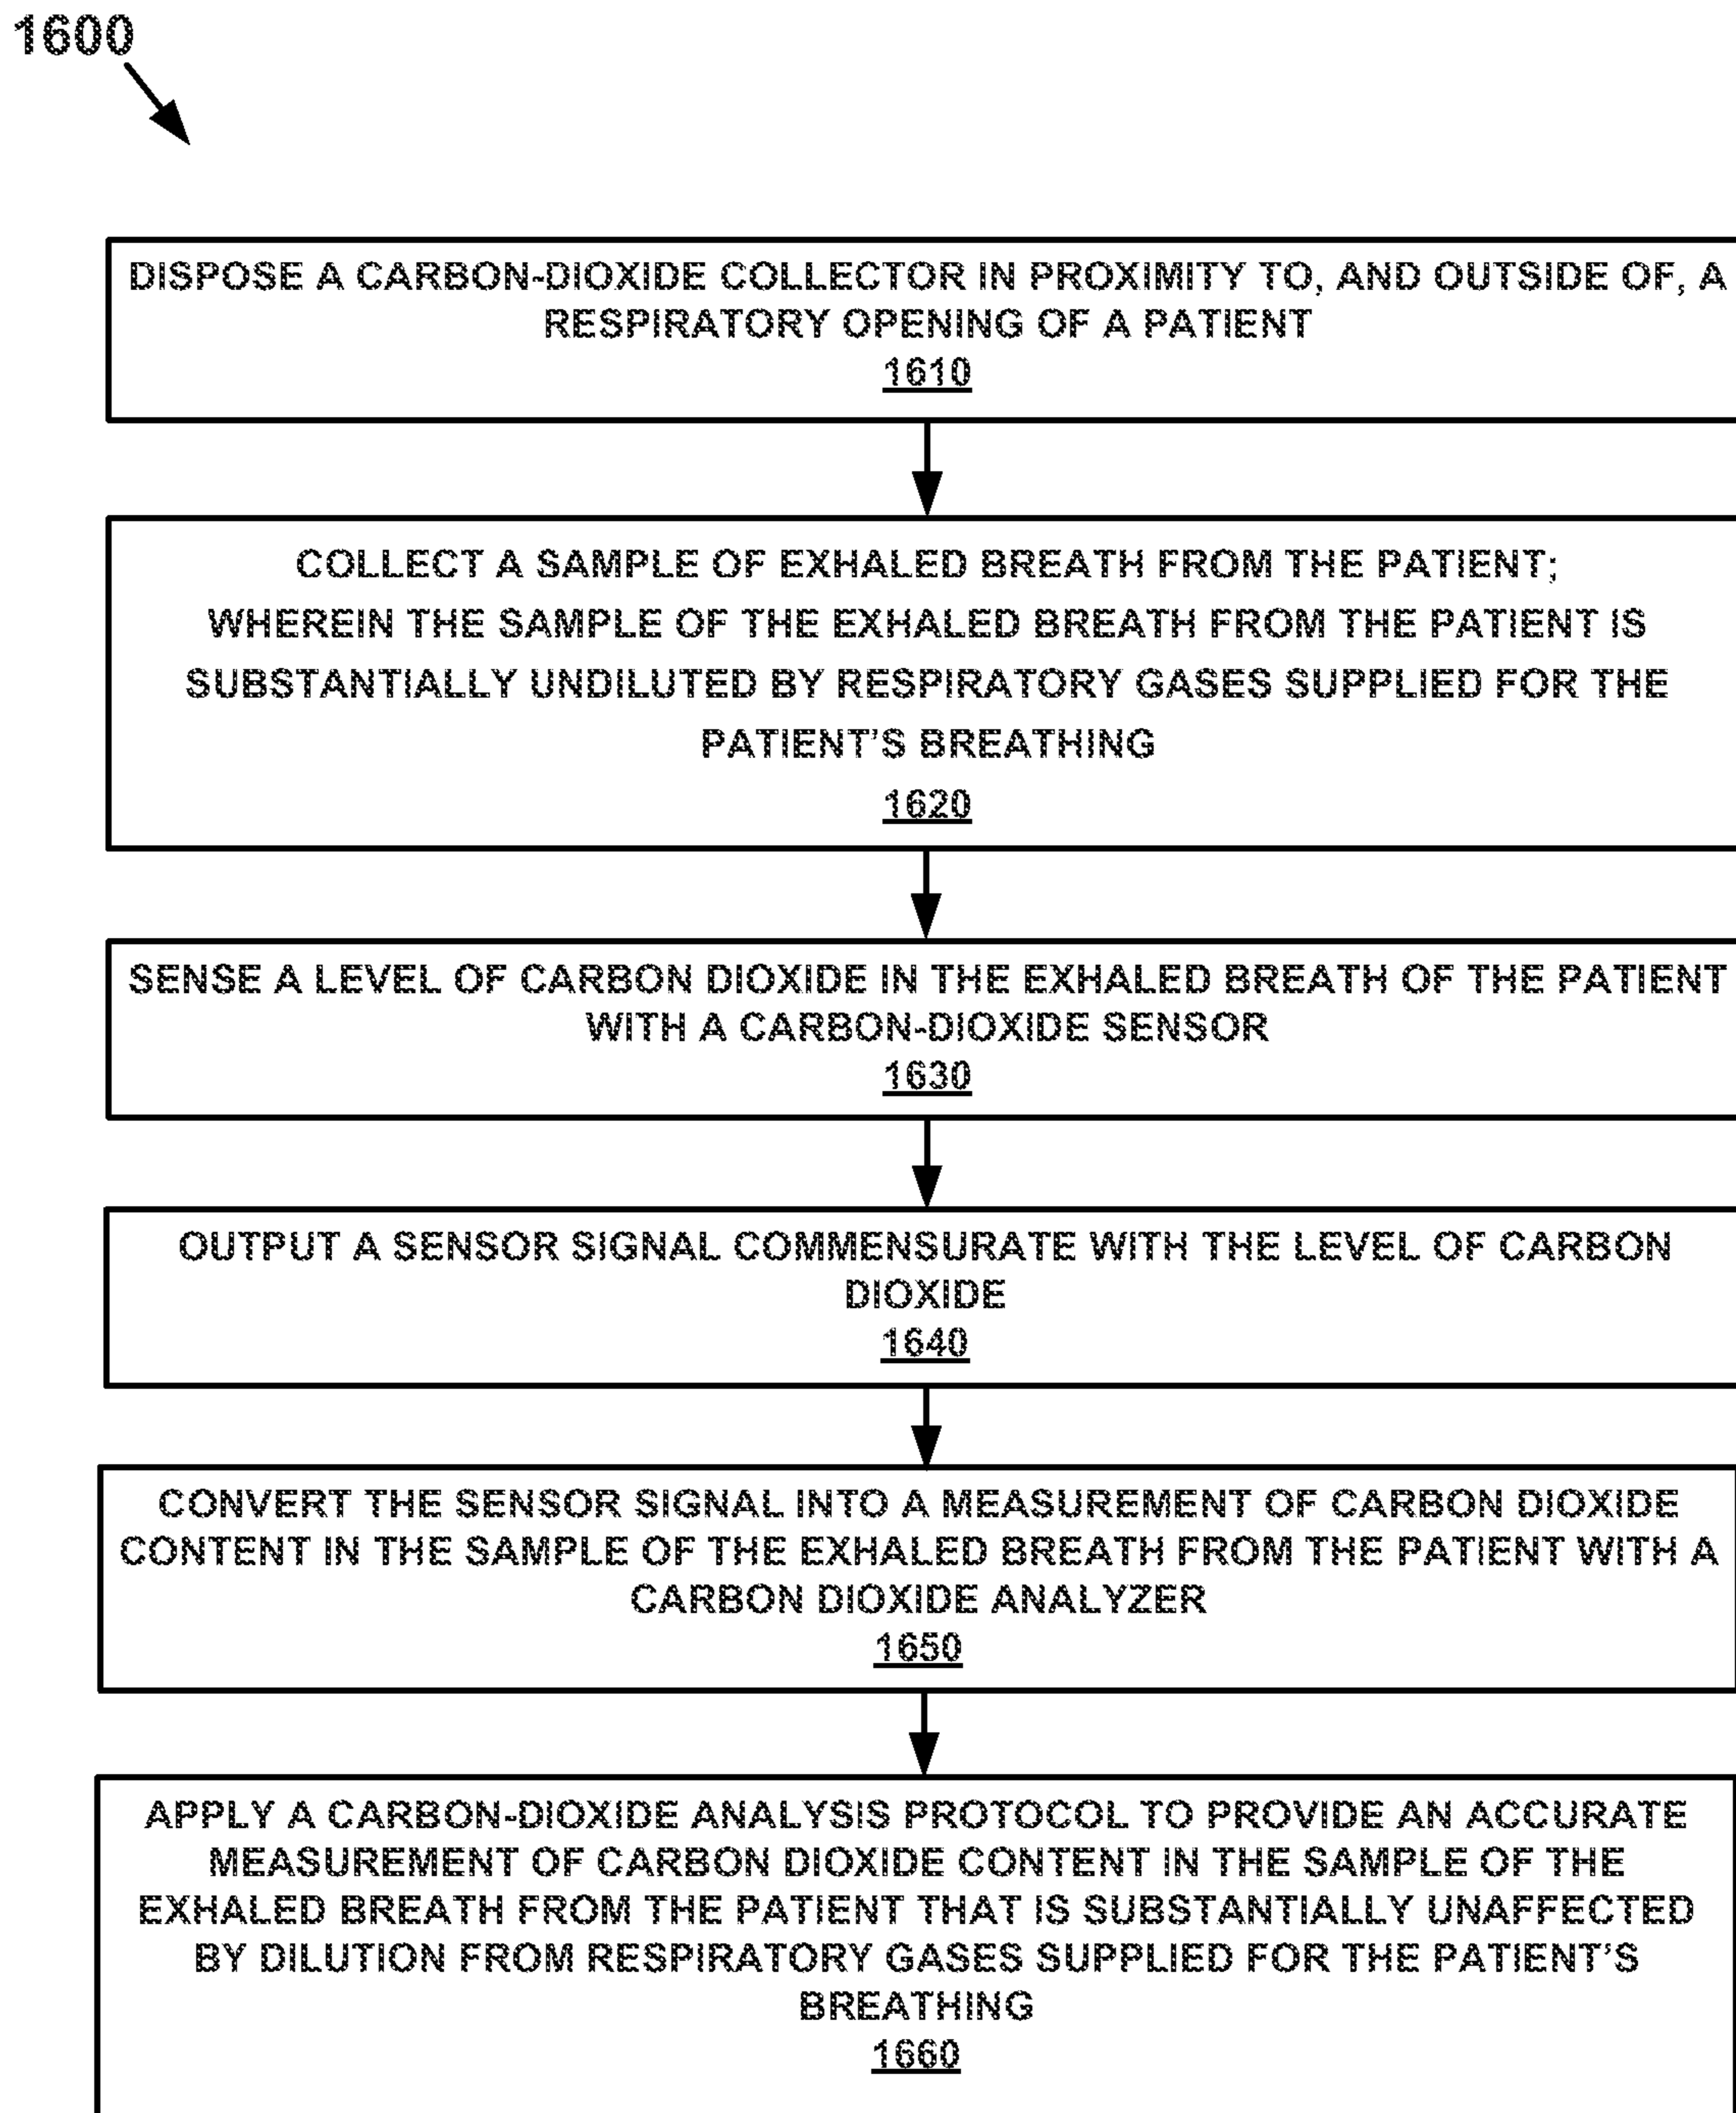 1600
DISPOSE A CARBON-DIOXIDE COLLECTOR IN PROXIMITY TO, AND OUTSIDE OF, A
RESPIRATORY OPENING OF A PATIENT
1610
COLLECT A SAMPLE OF EXHALED BREATH FROM THE PATIENT;
WHEREIN THE SAMPLE OF THE EXHALED BREATH FROM THE PATIENT IS
SUBSTANTIALLY UNDILUTED BY RESPIRATORY GASES SUPPLIED FOR THE
PATIENT'S BREATHING
1620
SENSE A LEVEL OF CARBON DIOXIDE IN THE EXHALED BREATH OF THE PATIENT
WITH A CARBON-DIOXIDE SENSOR
1630
OUTPUT A SENSOR SIGNAL COMMENSURATE WITH THE LEVEL OF CARBON
DIOXIDE
1640
CONVERT THE SENSOR SIGNAL INTO A MEASUREMENT OF CARBON DIOXIDE
CONTENT IN THE SAMPLE OF THE EXHALED BREATH FROM THE PATIENT WITH A
CARBON DIOXIDE ANALYZER
1650
APPLY A CARBON-DIOXIDE ANALYSIS PROTOCOL TO PROVIDE AN ACCURATE
MEASUREMENT OF CARBON DIOXIDE CONTENT IN THE SAMPLE OF THE
EXHALED BREATH FROM THE PATIENT THAT IS SUBSTANTIALLY UNAFFECTED
BY DILUTION FROM RESPIRATORY GASES SUPPLIED FOR THE PATIENT'S
BREATHING
1660